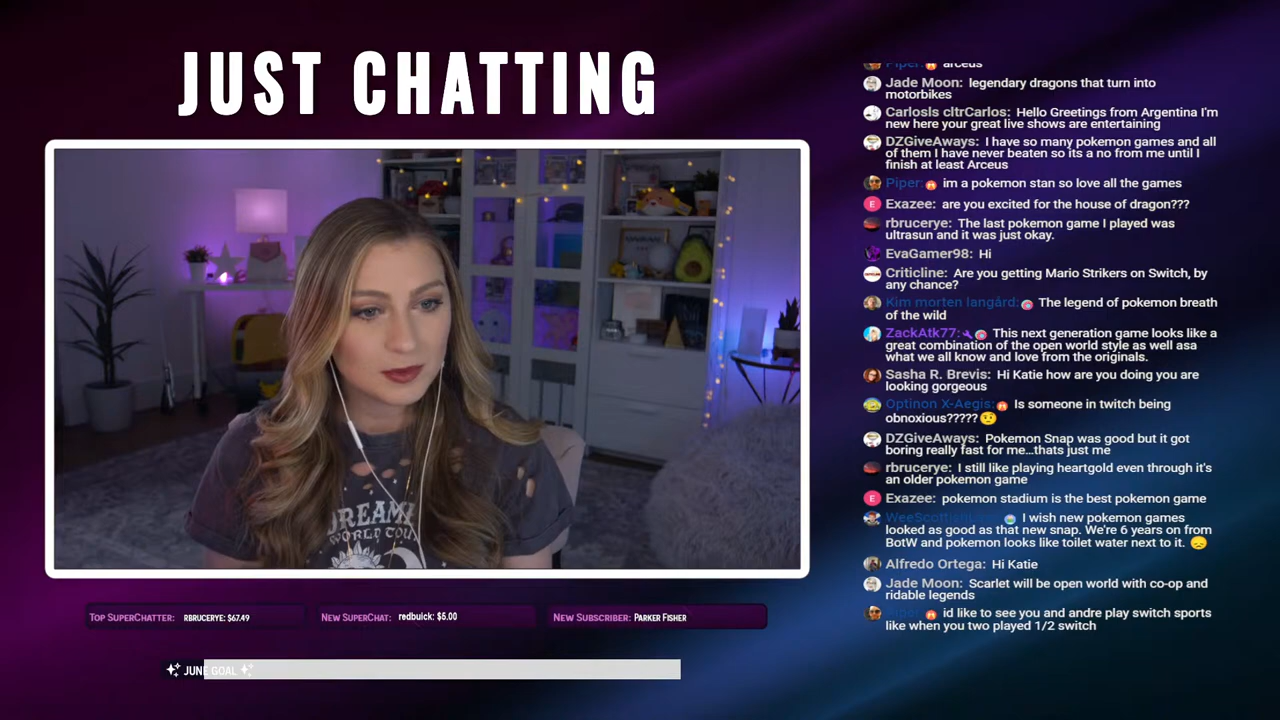 JUST CHATTING
Piper: arceus
Jade Moon: legendary dragons that turn into
motorbikes
Carlosls cltrCarlos: Hello Greetings from Argentina I'm
new here your great live shows are entertaining
DZGiveAways: I have so many pokemon games and all
of them I have never beaten so its a no from me until I
finish at least Arceus
Piper: im a pokemon stan so love all the games
Exazee: are you excited for the house of dragon???
rbrucerye: The last pokemon game I played was
ultrasun and it was just okay.
EvaGamer98: Hi
Criticline: Are you getting Mario Strikers on Switch, by
any chance?
Kim morten langård: The legend of pokemon breath
of the wild
ZackAtk77: This next generation game looks like a
great combination of the open world style as well asa
what we all know and love from the originals.
Sasha R. Brevis: Hi Katie how are you doing you are
looking gorgeous
Optinon X-Aegis: Is someone in twitch being
obnoxious?????
DZGiveAways: Pokemon Snap was good but it got
boring really fast for me...thats just me
rbrucerye: I still like playing heartgold even through it's
an older pokemon game
E Exazee: pokemon stadium is the best pokemon game
I wish new pokemon games
looked as good as that new snap. We're 6 years on from
BotW and pokemon looks like toilet water next to it.
Alfredo Ortega: Hi Katie
Jade Moon: Scarlet will be open world with co-op and
ridable legends
id like to see you and andre play switch sports
like when you two played 1/2 switch
DREAM
WORLD TOU
TOP SUPERCHATTER: RBRUCERYE: $67.49
NEW SUPERCHAT: redbuick: $5.00
NEW SUBSCRIBER: PARKER FISHER
JUNE GOAL